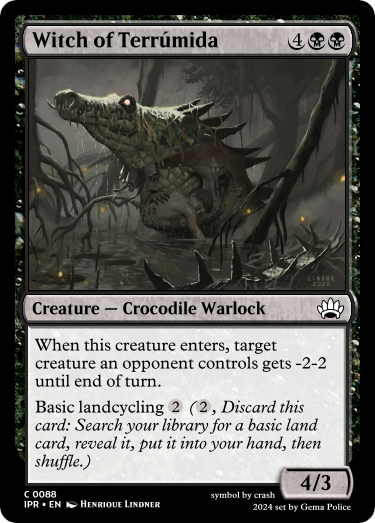 Witch of Terrúmida 4
Creature — Crocodile Warlock
When this creature enters, target
creature an opponent controls gets -2-2
until end of turn.
Basic landcycling 2 (2, Discard this
card: Search your library for a basic land
card, reveal it, put it into your hand, then
shuffle.)
4/3
C 0088
IPR • EN Henrique Lindner
symbol by crash
2024 set by Gema Police